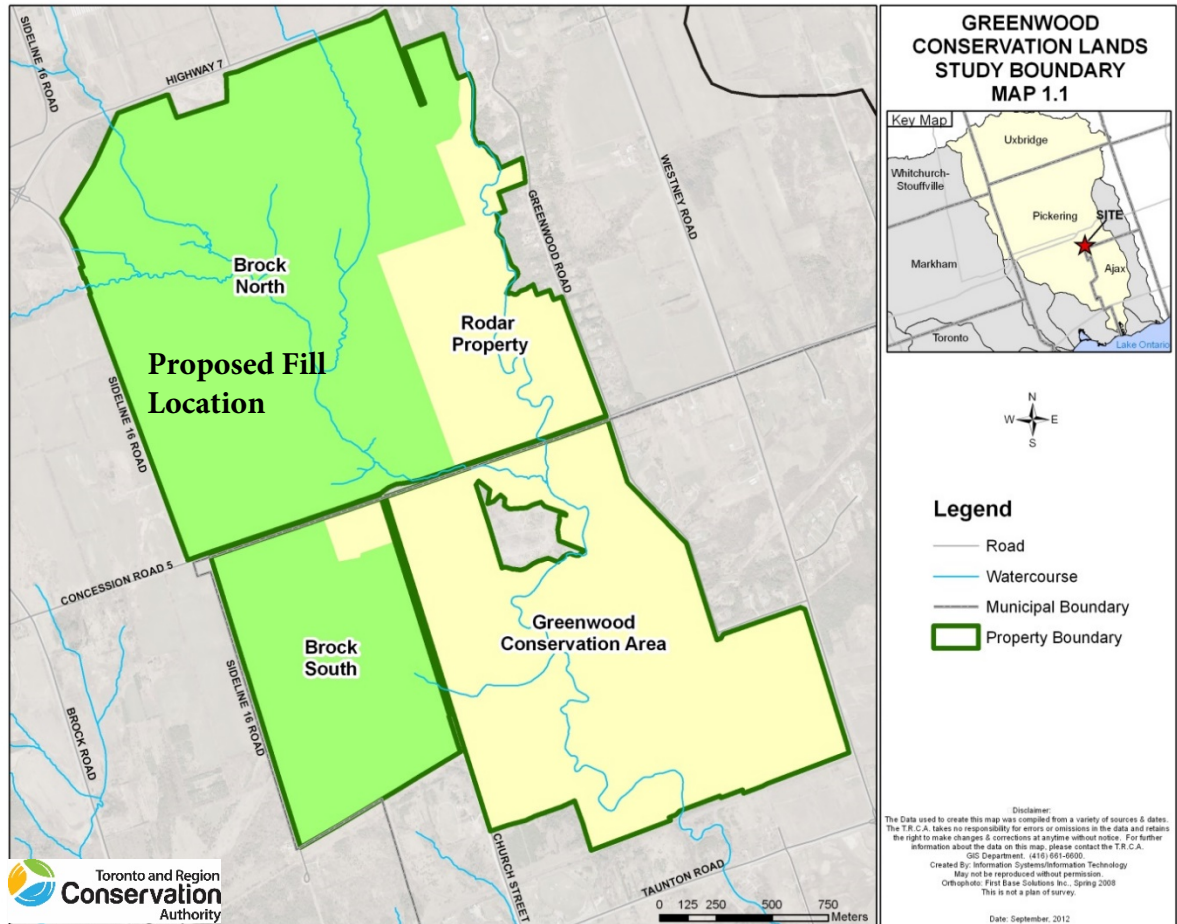 SIDELINE 16 ROAD
HIGHWAY 7
WESTNEY ROAD
GREENWOOD ROAD
Brock
North
Rodar
Property
Proposed Fill
Location
SIDELINE 16 ROAD
CONCESSION ROAD 5
Greenwood
Conservation Area
Brock
South
SIDELINE 16 ROAD
BROCK ROAD
CHURCH STREET
TAUNTON ROAD
Toronto and Region
Conservation
Authority
0 125 250 500 750
Meters
GREENWOOD
CONSERVATION LANDS
STUDY BOUNDARY
MAP 1.1
Key Map
Uxbridge
Whitchurch-
Stouffville
Pickering
SITE
Markham
Ajax
Toronto
Lake Ontario
N
W E
S
Legend
Road
Watercourse
Municipal Boundary
Property Boundary
Disclaimer:
The Data used to create this map was compiled from a variety of sources & dates.
The T.R.C.A. takes no responsibility for errors or omissions in the data and retains
the right to make changes & corrections at anytime without notice. For further
information about the data on this map, please contact the T.R.C.A.
GIS Department. (416) 661-6600.
Created By: Information Systems/Information Technology
May not be reproduced without permission.
Orthophoto: First Base Solutions Inc., Spring 2008
This is not a plan of survey.
Date: September, 2012